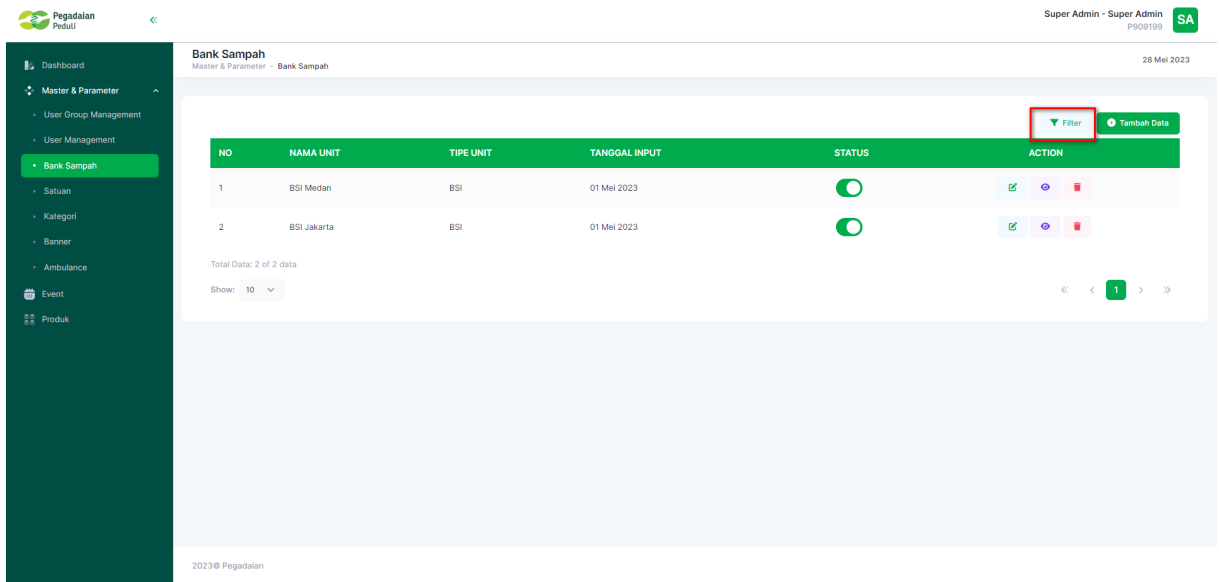 Pegadaian
Peduli
Super Admin - Super Admin
P909199
SA
Dashboard
Master & Parameter
User Group Management
User Management
Bank Sampah
Satuan
Kategori
Banner
Ambulance
Event
Produk
Bank Sampah
Master & Parameter - Bank Sampah
28 Mei 2023
Filter
Tambah Data
NO NAMA UNIT TIPE UNIT TANGGAL INPUT STATUS ACTION
1 BSI Medan BSI 01 Mei 2023
2 BSI Jakarta BSI 01 Mei 2023
Total Data: 2 of 2 data
Show: 10
1
2023© Pegadaian